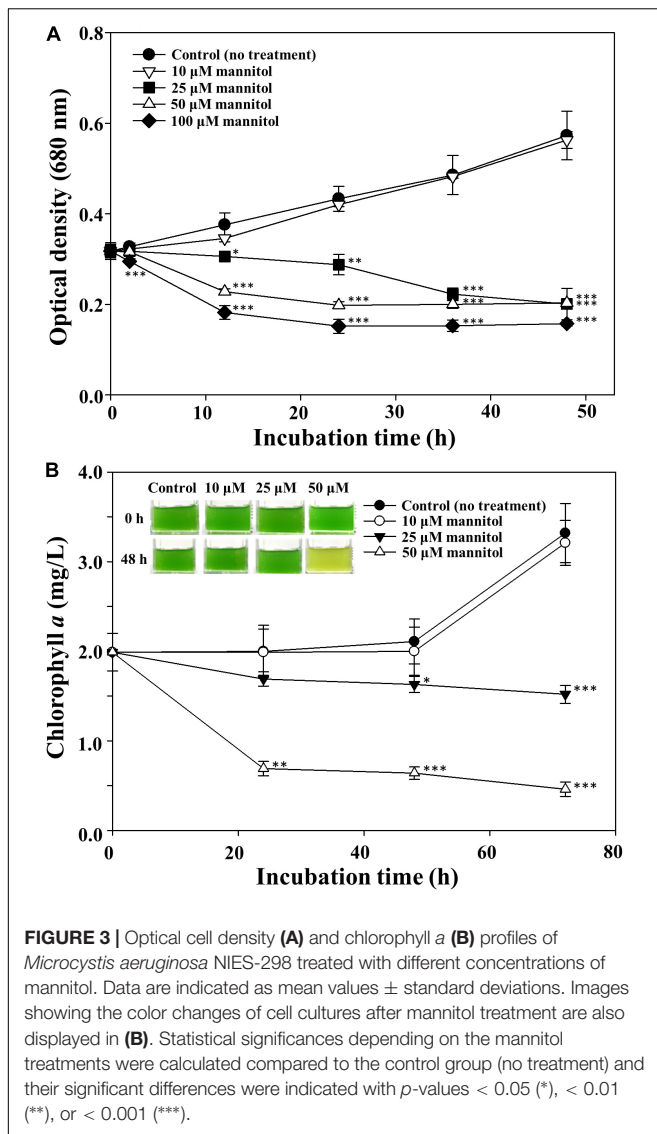 A
0.8
Control (no treatment)
10 μM mannitol
25 μM mannitol
50 μM mannitol
100 μM mannitol
0.6
0.4
0.2
0.0
Optical density (680 nm)
*
**
***
***
***
***
***
***
***
***
***
***
***
0 10 20 30 40 50
Incubation time (h)
B
4.0
3.0
2.0
1.0
0.0
Chlorophyll a (mg/L)
Control 10 μM 25 μM 50 μM
0 h
48 h
Control (no treatment)
10 μM mannitol
25 μM mannitol
50 μM mannitol
*
***
**
***
***
0 20 40 60 80
Incubation time (h)
FIGURE 3 | Optical cell density (A) and chlorophyll a (B) profiles of
Microcystis aeruginosa NIES-298 treated with different concentrations of
mannitol. Data are indicated as mean values ± standard deviations. Images
showing the color changes of cell cultures after mannitol treatment are also
displayed in (B). Statistical significances depending on the mannitol
treatments were calculated compared to the control group (no treatment) and
their significant differences were indicated with p-values < 0.05 (*), < 0.01
(**), or < 0.001 (***).